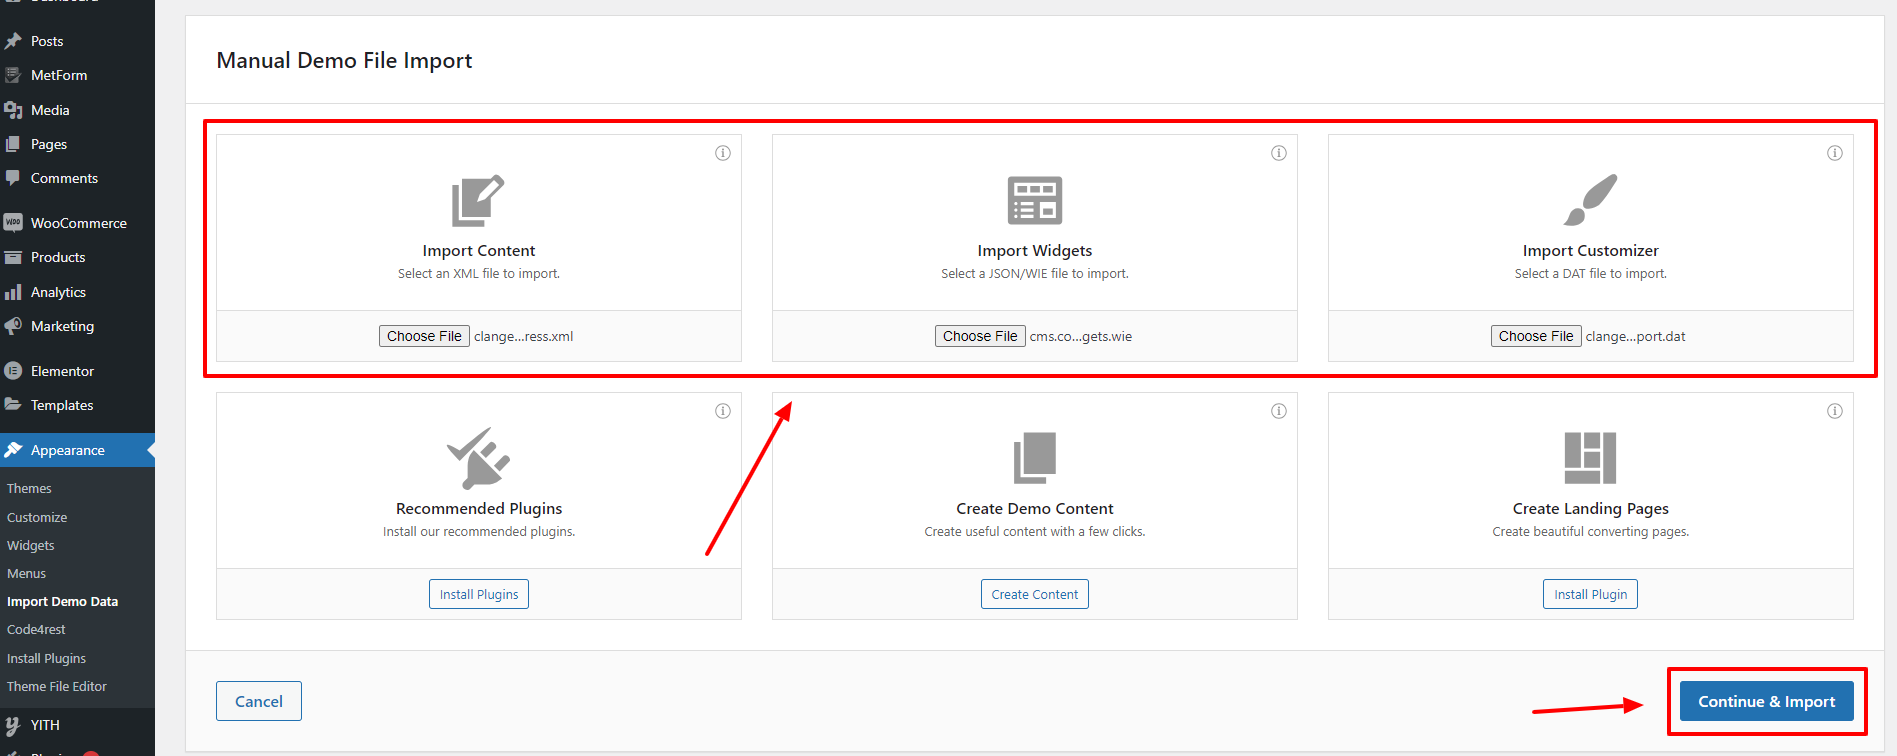 Posts
MetForm
Media
Pages
Comments
WOO
WooCommerce
Products
Analytics
Marketing
Elementor
Templates
Appearance
Themes
Customize
Widgets
Menus
Import Demo Data
Code4rest
Install Plugins
Theme File Editor
YITH
Manual Demo File Import
Import Content
Select an XML file to import.
Choose File clange...ress.xml
Import Widgets
Select a JSON/WIE file to import.
Choose File cms.co...gets.wie
Import Customizer
Select a DAT file to import.
Choose File clange...port.dat
Recommended Plugins
Install our recommended plugins.
Install Plugins
Create Demo Content
Create useful content with a few clicks.
Create Content
Create Landing Pages
Create beautiful converting pages.
Install Plugin
Cancel
Continue & Import